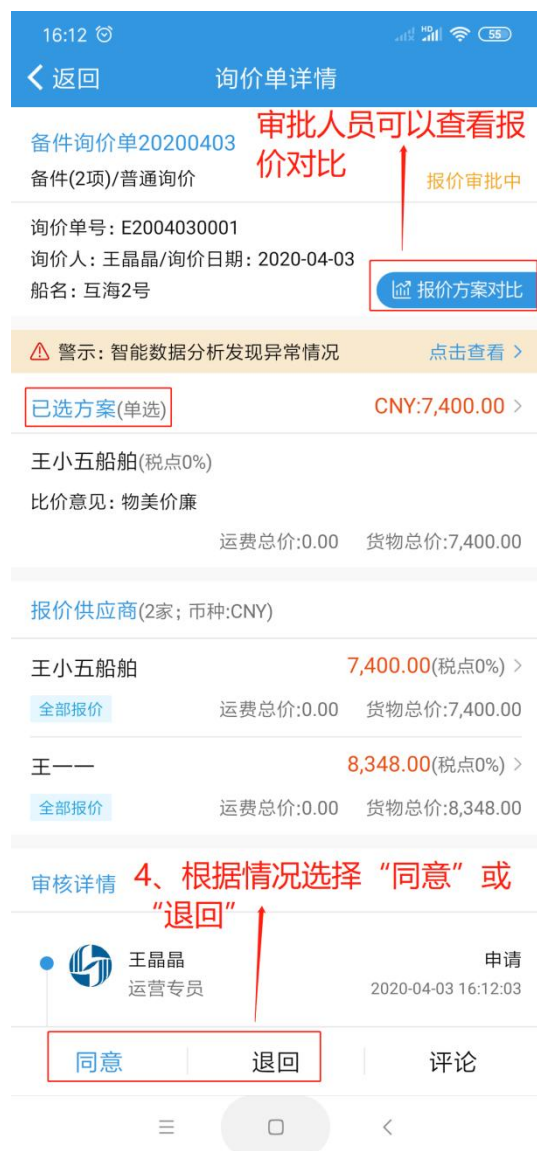 16:12
HD
55
返回
询价单详情
审批人员可以查看报
价对比
备件询价单20200403
备件(2项)/普通询价
报价审批中
询价单号: E2004030001
询价人: 王晶晶/询价日期: 2020-04-03
船名: 互海2号
报价方案对比
警示: 智能数据分析发现异常情况
点击查看
已选方案(单选)
CNY:7,400.00
王小五船舶(税点0%)
比价意见: 物美价廉
运费总价:0.00 货物总价:7,400.00
报价供应商(2家; 币种:CNY)
王小五船舶
7,400.00(税点0%)
全部报价
运费总价:0.00 货物总价:7,400.00
王一一
8,348.00(税点0%)
全部报价
运费总价:0.00 货物总价:8,348.00
审核详情
4、根据情况选择“同意”或
“退回”
王晶晶
申请
运营专员
2020-04-03 16:12:03
同意
退回
评论